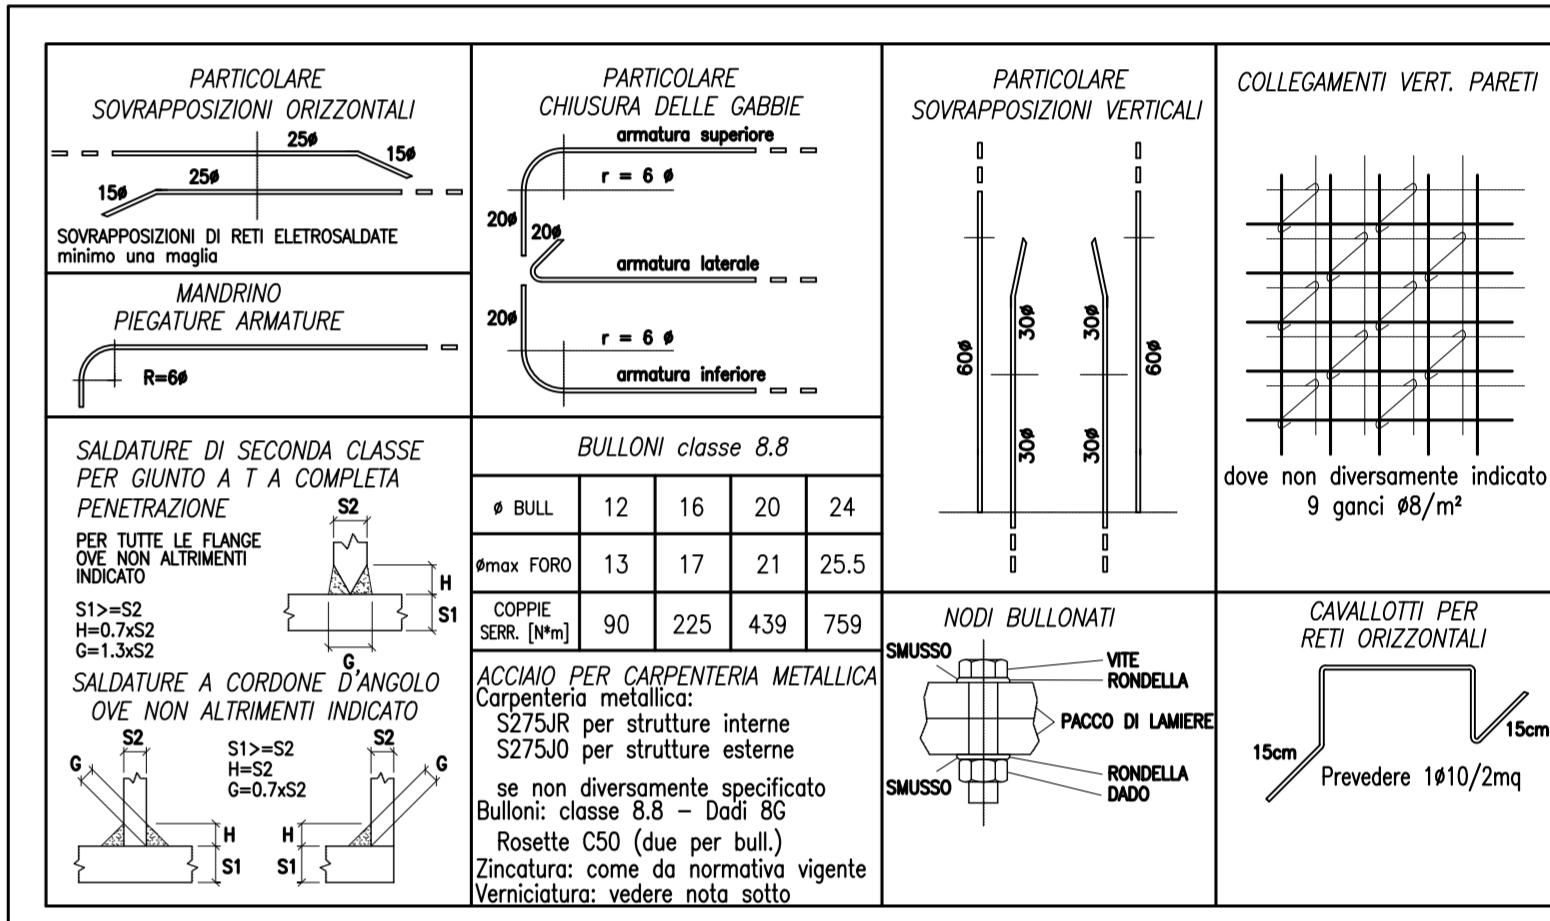 PARTICOLARE
SOVRAPPOSIZIONI ORIZZONTALI
25ø
15ø
25ø
15ø
SOVRAPPOSIZIONI DI RETI ELETROSALDATE
minimo una maglia
MANDRINO
PIEGATURE ARMATURE
R=6ø
PARTICOLARE
CHIUSURA DELLE GABBIE
armatura superiore
r = 6 ø
20ø
20ø
armatura laterale
20ø
r = 6 ø
armatura inferiore
PARTICOLARE
SOVRAPPOSIZIONI VERTICALI
60ø
30ø
30ø
60ø
30ø
30ø
COLLEGAMENTI VERT. PARETI
dove non diversamente indicato
9 ganci ø8/m²
SALDATURE DI SECONDA CLASSE
PER GIUNTO A T A COMPLETA
PENETRAZIONE
PER TUTTE LE FLANGE
OVE NON ALTRIMENTI
INDICATO
S1>=S2
H=0.7xS2
G=1.3xS2
S2
H
S1
G,
SALDATURE A CORDONE D'ANGOLO
OVE NON ALTRIMENTI INDICATO
S2
G
H
S1
S1>=S2
H=S2
G=0.7xS2
S2
G
H
S1
BULLONI classe 8.8
ø BULL 12 16 20 24
ømax FORO 13 17 21 25.5
COPPIE
SERR. [N*m] 90 225 439 759
ACCIAIO PER CARPENTERIA METALLICA
Carpenteria metallica:
S275JR per strutture interne
S275J0 per strutture esterne
se non diversamente specificato
Bulloni: classe 8.8 – Dadi 8G
Rosette C50 (due per bull.)
Zincatura: come da normativa vigente
Verniciatura: vedere nota sotto
NODI BULLONATI
SMUSSO
VITE
RONDELLA
PACCO DI LAMIERE
RONDELLA
SMUSSO
DADO
CAVALLOTTI PER
RETI ORIZZONTALI
15cm
15cm
Prevedere 1ø10/2mq